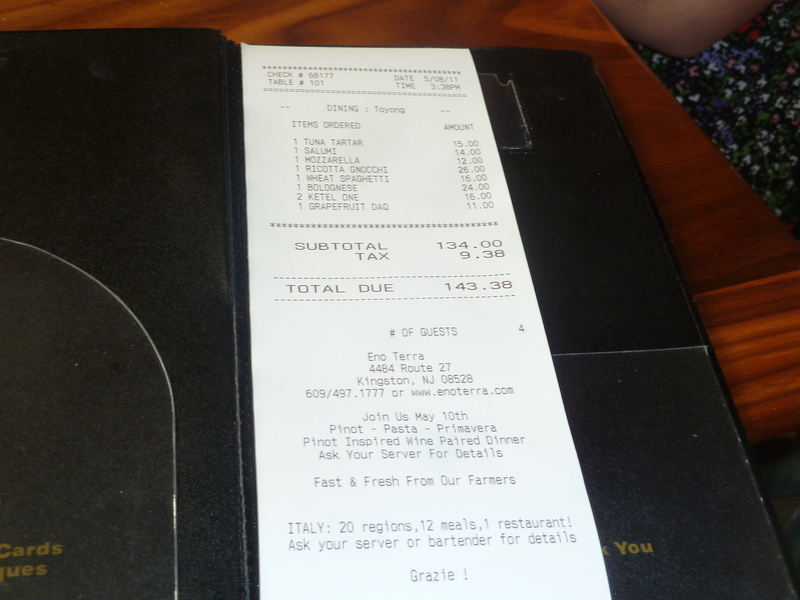 ****************************************
CHECK # 68177 DATE 5/08/11
TABLE # 101 TIME 3:38PM
========================================
-- DINING : Toyong --
ITEMS ORDERED AMOUNT
1 TUNA TARTAR 15.00
1 SALUMI 14.00
1 MOZZARELLA 12.00
1 RICOTTA GNOCCHI 26.00
1 WHEAT SPAGHETTI 16.00
1 BOLOGNESE 24.00
2 KETEL ONE 16.00
1 GRAPEFRUIT DAQ 11.00
****************************************
SUBTOTAL 134.00
TAX 9.38
----------------------------------------
TOTAL DUE 143.38
----------------------------------------
# OF GUESTS 4
Eno Terra
4484 Route 27
Kingston, NJ 08528
609/497.1777 or www.enoterra.com
Join Us May 10th
Pinot - Pasta - Primavera
Pinot Inspired Wine Paired Dinner
Ask Your Server For Details
Fast & Fresh From Our Farmers
ITALY: 20 regions,12 meals,1 restaurant!
Ask your server or bartender for details
Grazie !
Cards
ques
k You